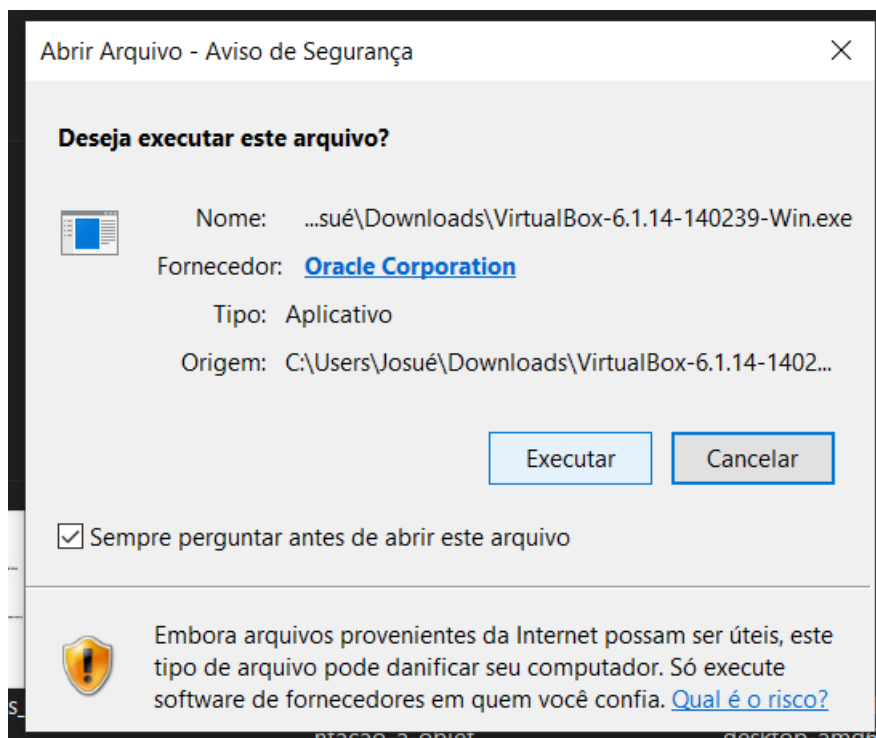 Abrir Arquivo - Aviso de Segurança
Deseja executar este arquivo?
Nome: ...sué\Downloads\VirtualBox-6.1.14-140239-Win.exe
Fornecedor: Oracle Corporation
Tipo: Aplicativo
Origem: C:\Users\Josué\Downloads\VirtualBox-6.1.14-1402...
Executar Cancelar
Sempre perguntar antes de abrir este arquivo
Embora arquivos provenientes da Internet possam ser úteis, este
tipo de arquivo pode danificar seu computador. Só execute
software de fornecedores em quem você confia. Qual é o risco?